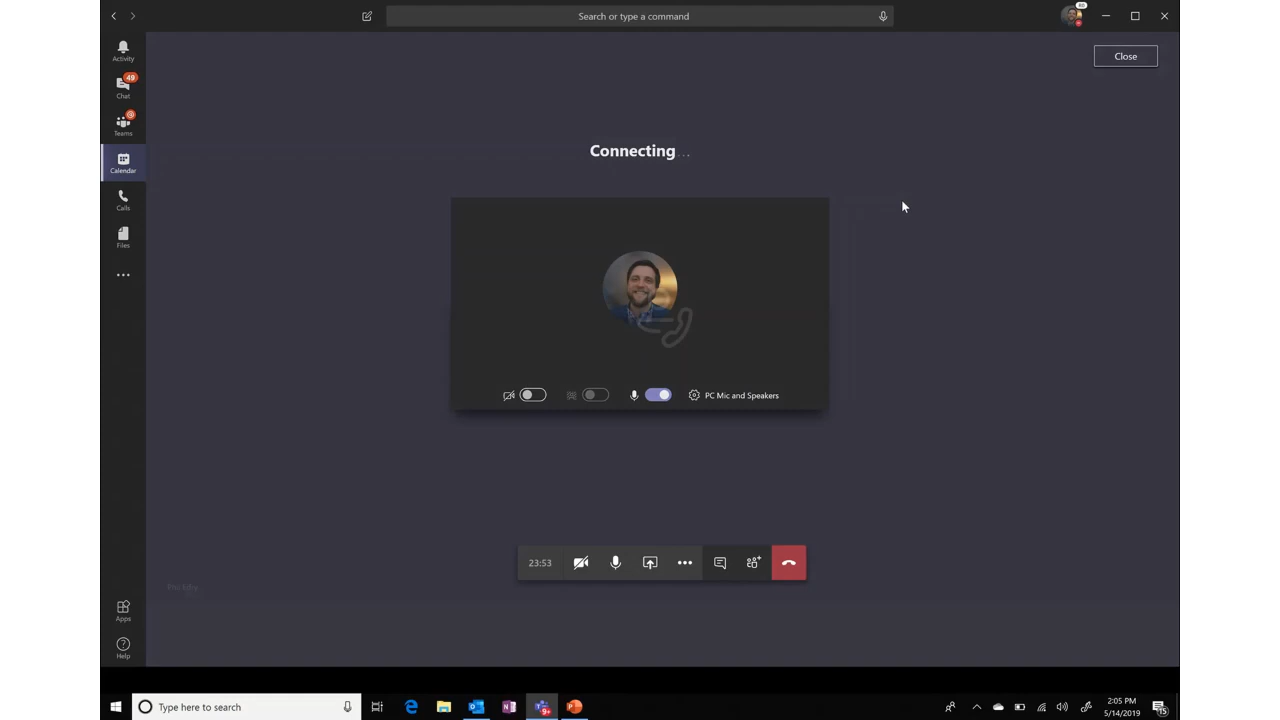 Search or type a command
Close
Activity
49
Chat
Teams
Calendar
Calls
Files
Connecting...
PC Mic and Speakers
23:53
Apps
Help
Type here to search
2:05 PM
5/14/2019
15